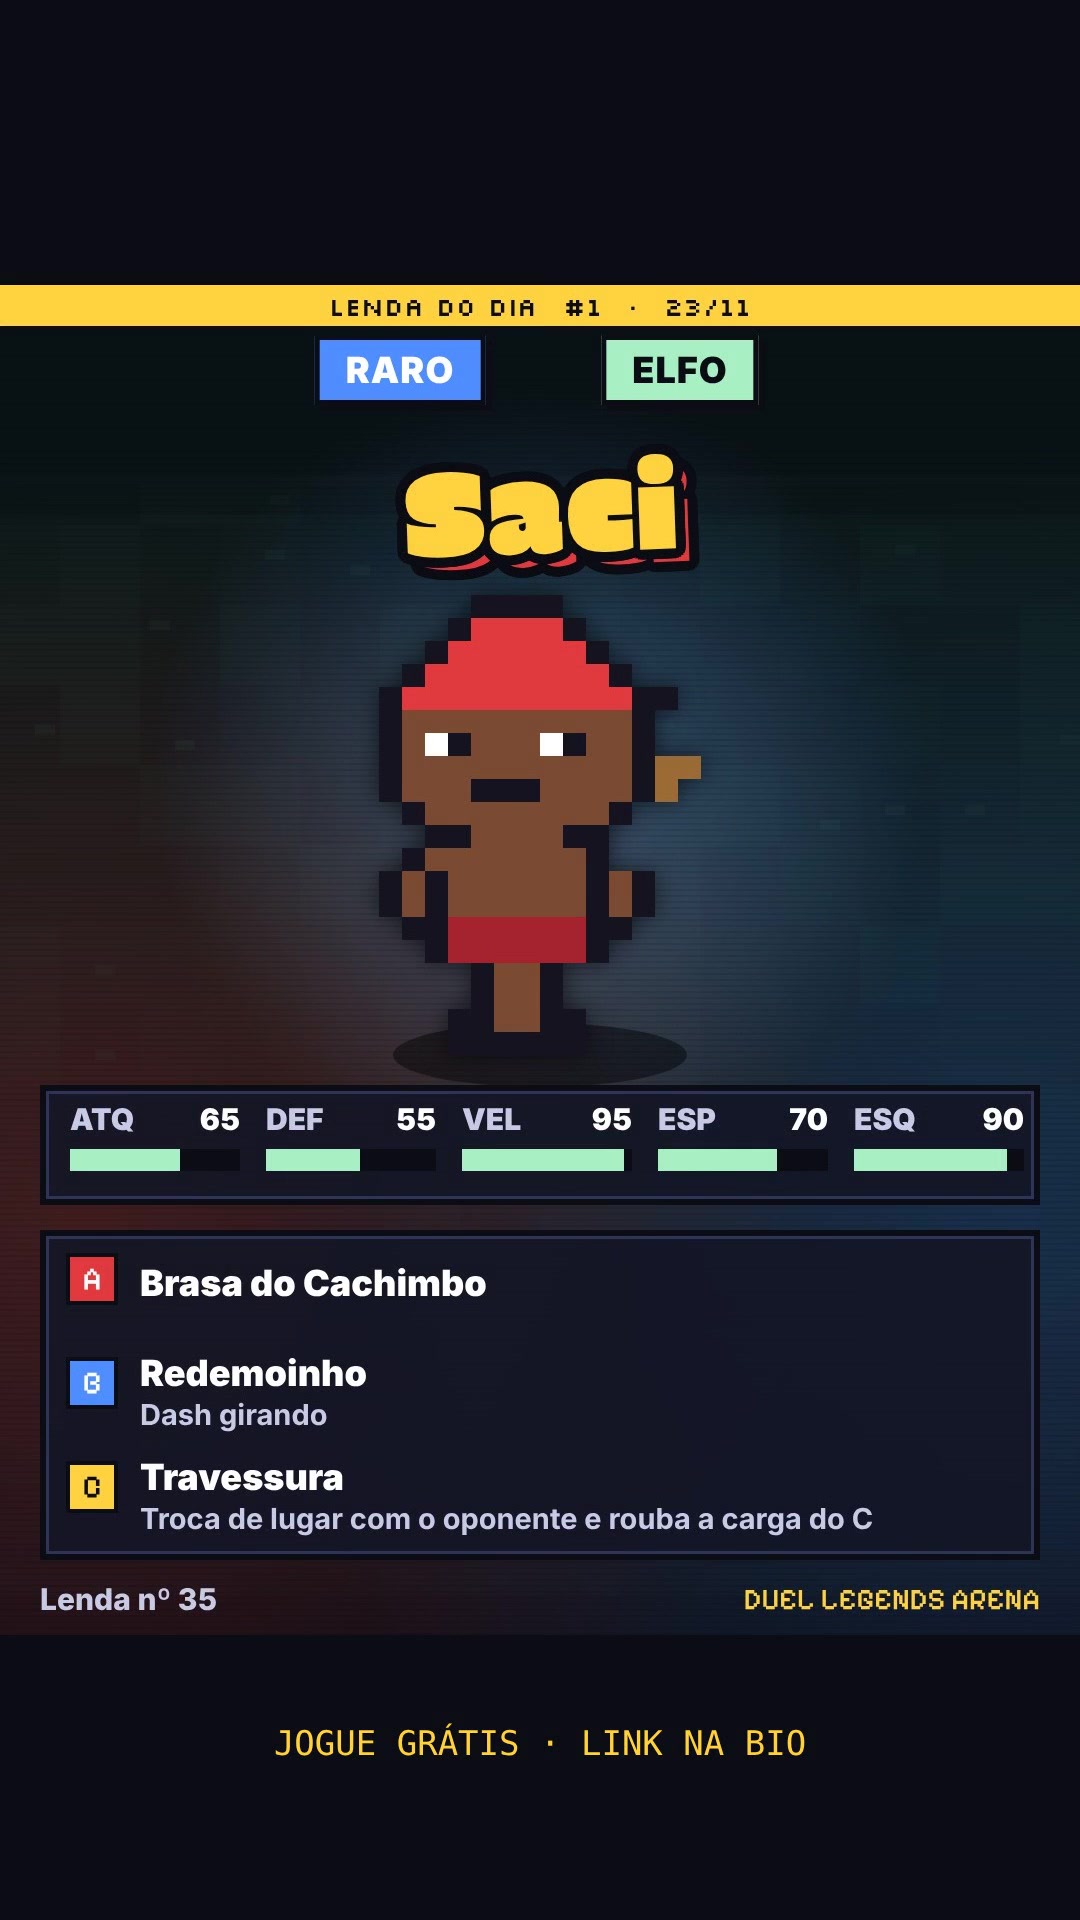 LENDA DO DIA #1 · 23/11
RARO
ELFO
Saci
ATQ 65 DEF 55 VEL 95 ESP 70 ESQ 90
A Brasa do Cachimbo
B Redemoinho
Dash girando
C Travessura
Troca de lugar com o oponente e rouba a carga do C
Lenda nº 35
DUEL LEGENDS ARENA
JOGUE GRÁTIS · LINK NA BIO